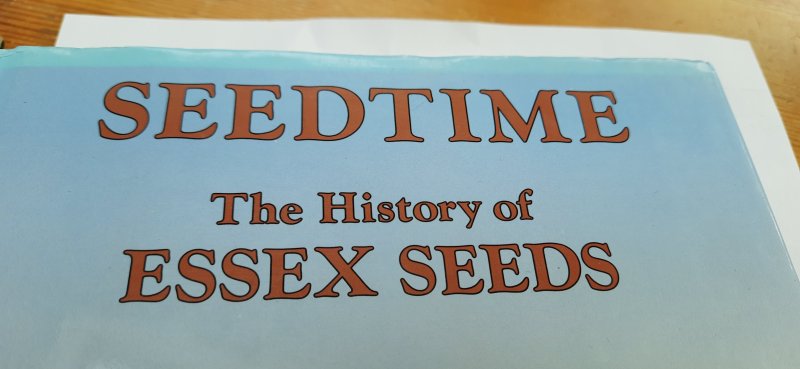 SEEDTIME
The History of
ESSEX SEEDS